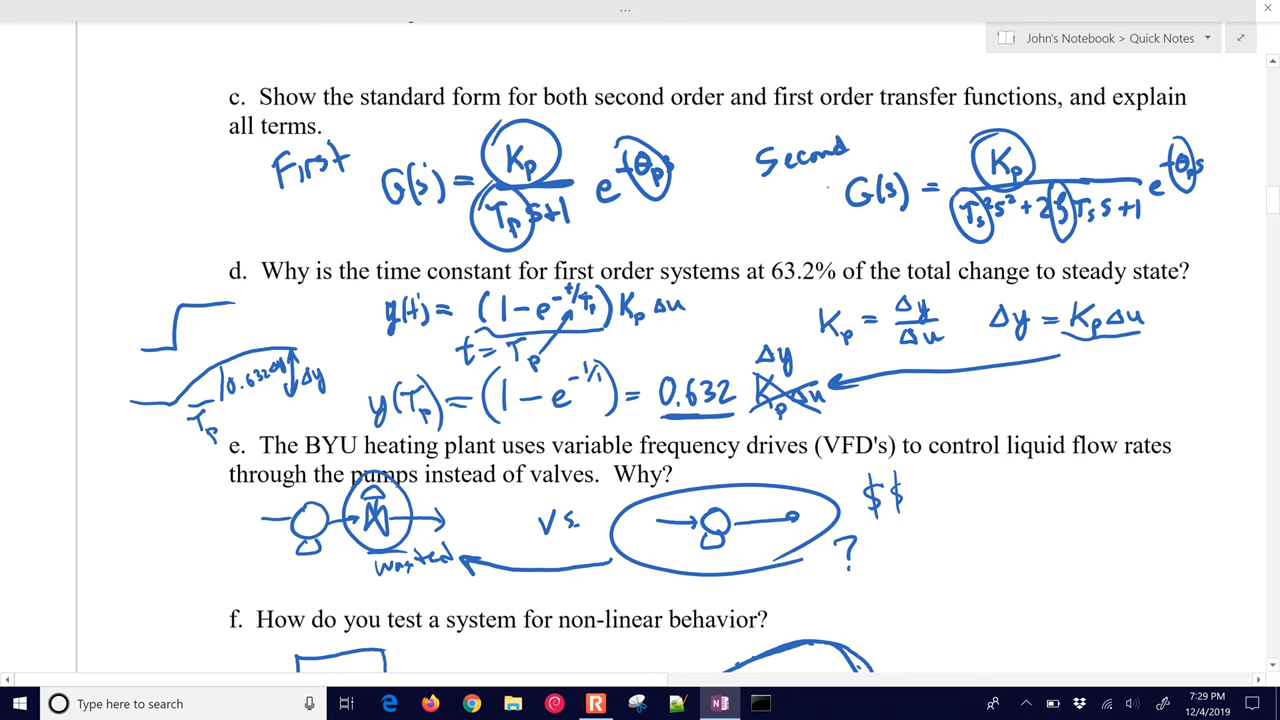 ...
John's Notebook > Quick Notes
c. Show the standard form for both second order and first order transfer functions, and explain
all terms.
First G(s) = Kp / (τp s+1) e^-θp s
Second G(s) = Kp / (τs² s² + 2ζτs s +1) e^-θp s
d. Why is the time constant for first order systems at 63.2% of the total change to steady state?
y(t) = (1 - e^-t/τp) Kp Δu
Kp = Δy / Δu Δy = Kp Δu
t = τp
0.632Δy Δy
τp
Δy
y(τp) = (1 - e^-1/1) = 0.632 Kp Δu
e. The BYU heating plant uses variable frequency drives (VFD's) to control liquid flow rates
through the pumps instead of valves. Why?
$$
vs.
wasted
?
f. How do you test a system for non-linear behavior?
Type here to search
7:29 PM
12/4/2019